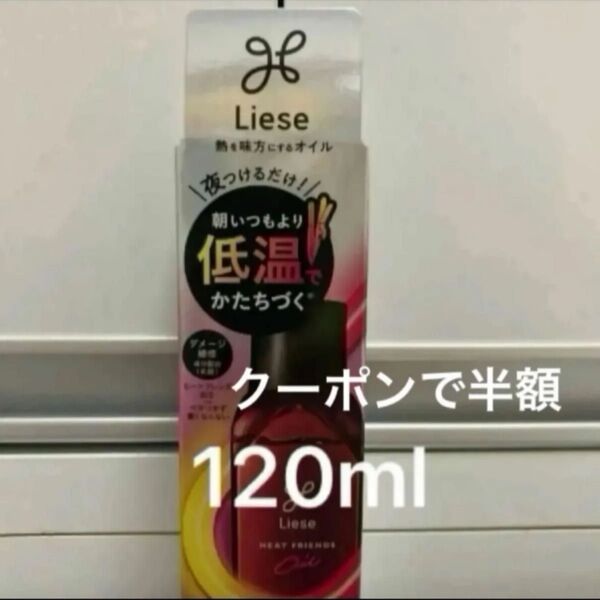 Liese
熱を味方にするオイル
夜つけるだけ!
朝いつもより
低温で
かたちづく※
ダメージ
補修
クーポンで半額
120ml
Liese
HEAT FRIENDS
Oil